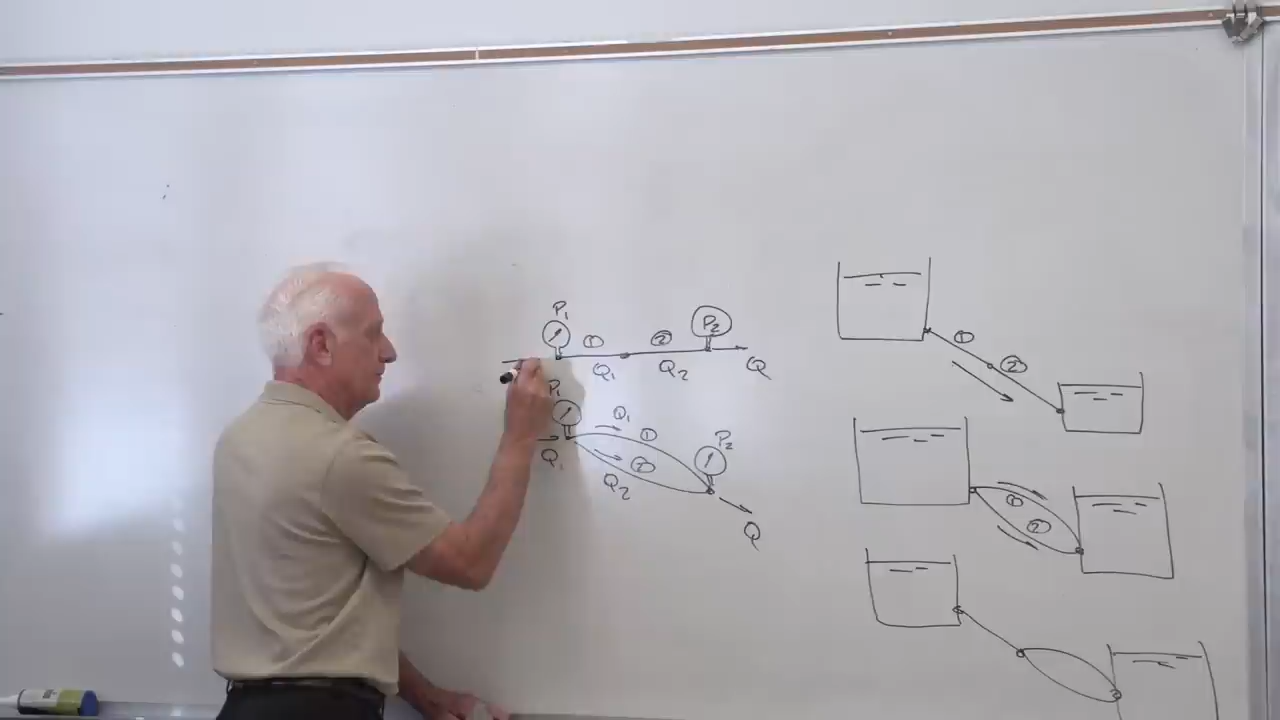 P₁ ① ② P₂
Q₁ Q₂ Q
P₁ Q₁ ① P₂
Q₁ ② Q₂
Q
① ②
① ②